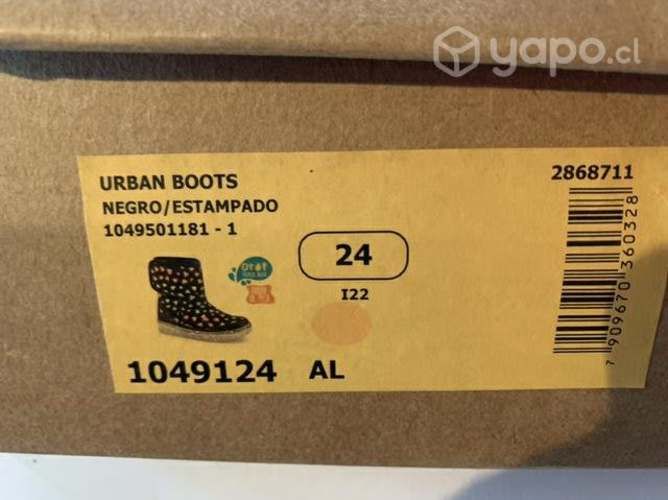 yapo.cl
URBAN BOOTS
NEGRO/ESTAMPADO
1049501181 - 1
24
I22
1049124 AL
2868711
7 909670 360328